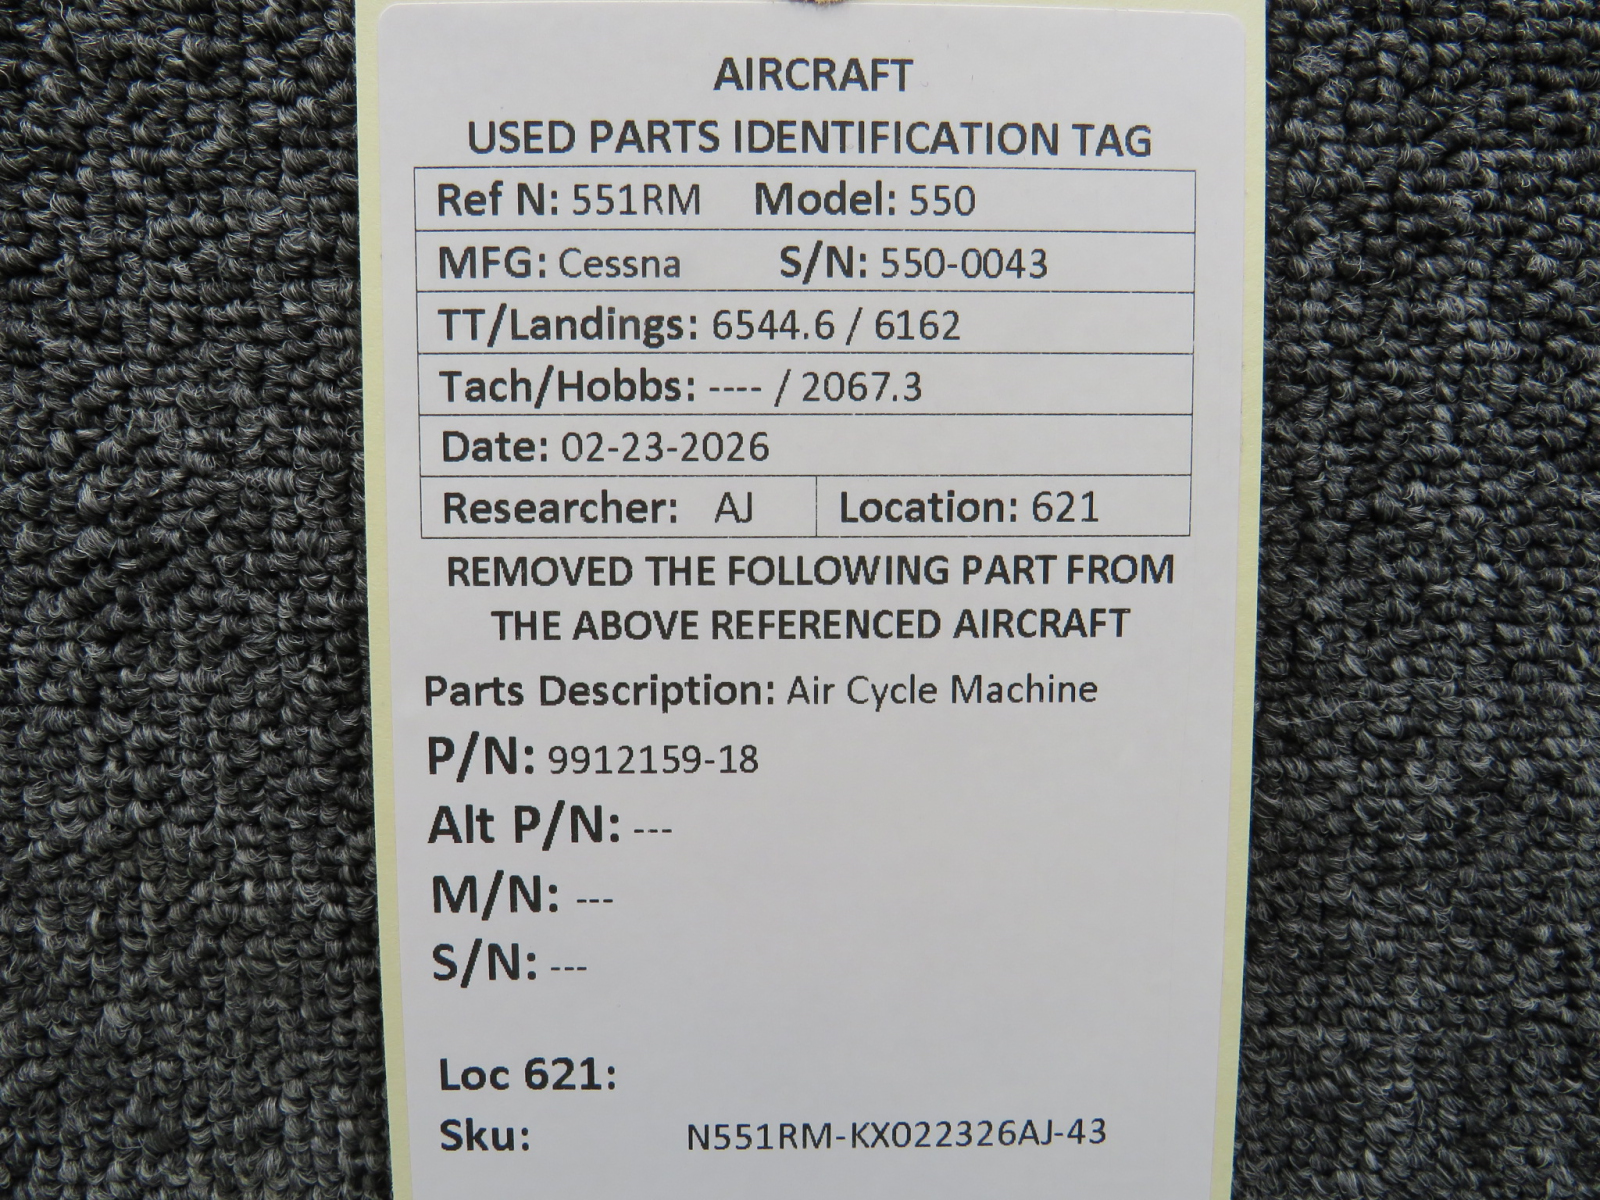 AIRCRAFT
USED PARTS IDENTIFICATION TAG
Ref N: 551RM Model: 550
MFG: Cessna S/N: 550-0043
TT/Landings: 6544.6 / 6162
Tach/Hobbs: ---- / 2067.3
Date: 02-23-2026
Researcher: AJ Location: 621
REMOVED THE FOLLOWING PART FROM
THE ABOVE REFERENCED AIRCRAFT
Parts Description: Air Cycle Machine
P/N: 9912159-18
Alt P/N: ---
M/N: ---
S/N: ---
Loc 621:
Sku: N551RM-KX022326AJ-43